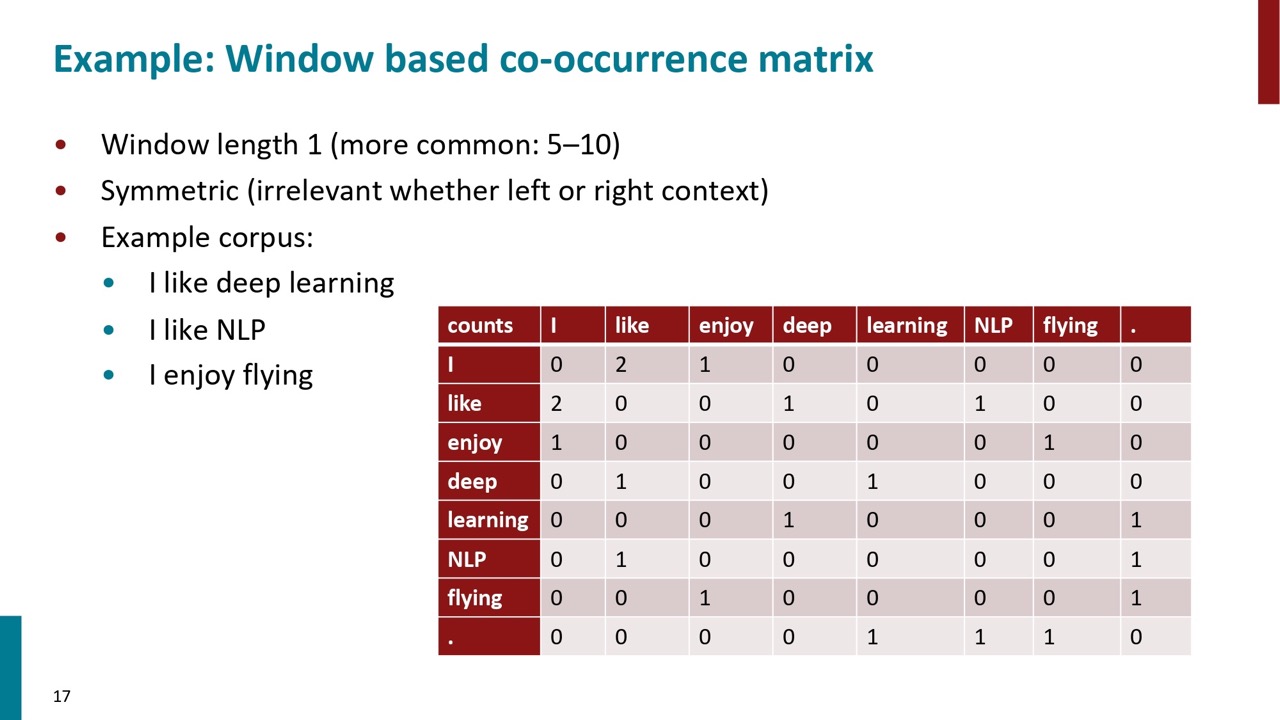 Example: Window based co-occurrence matrix
• Window length 1 (more common: 5–10)
• Symmetric (irrelevant whether left or right context)
• Example corpus:
• I like deep learning
• I like NLP
• I enjoy flying
counts I like enjoy deep learning NLP flying .
I 0 2 1 0 0 0 0 0
like 2 0 0 1 0 1 0 0
enjoy 1 0 0 0 0 0 1 0
deep 0 1 0 0 1 0 0 0
learning 0 0 0 1 0 0 0 1
NLP 0 1 0 0 0 0 0 1
flying 0 0 1 0 0 0 0 1
. 0 0 0 0 1 1 1 0
17